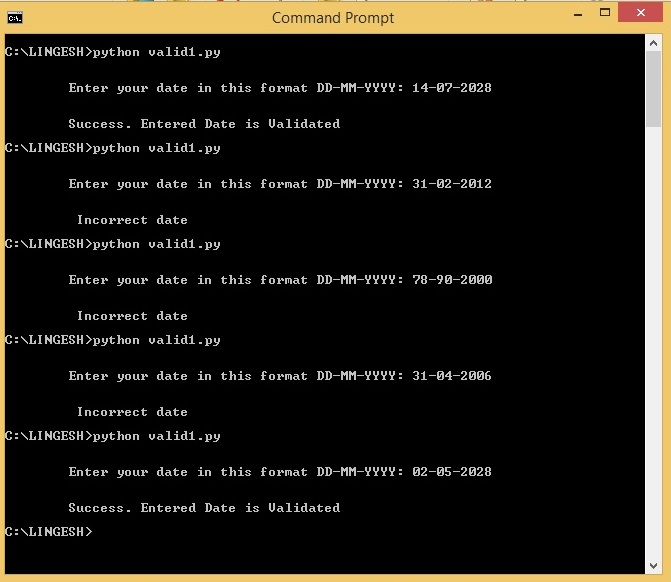 Command Prompt
C:\LINGESH>python valid1.py
Enter your date in this format DD-MM-YYYY: 14-07-2028
Success. Entered Date is Validated
C:\LINGESH>python valid1.py
Enter your date in this format DD-MM-YYYY: 31-02-2012
Incorrect date
C:\LINGESH>python valid1.py
Enter your date in this format DD-MM-YYYY: 78-90-2000
Incorrect date
C:\LINGESH>python valid1.py
Enter your date in this format DD-MM-YYYY: 31-04-2006
Incorrect date
C:\LINGESH>python valid1.py
Enter your date in this format DD-MM-YYYY: 02-05-2028
Success. Entered Date is Validated
C:\LINGESH>